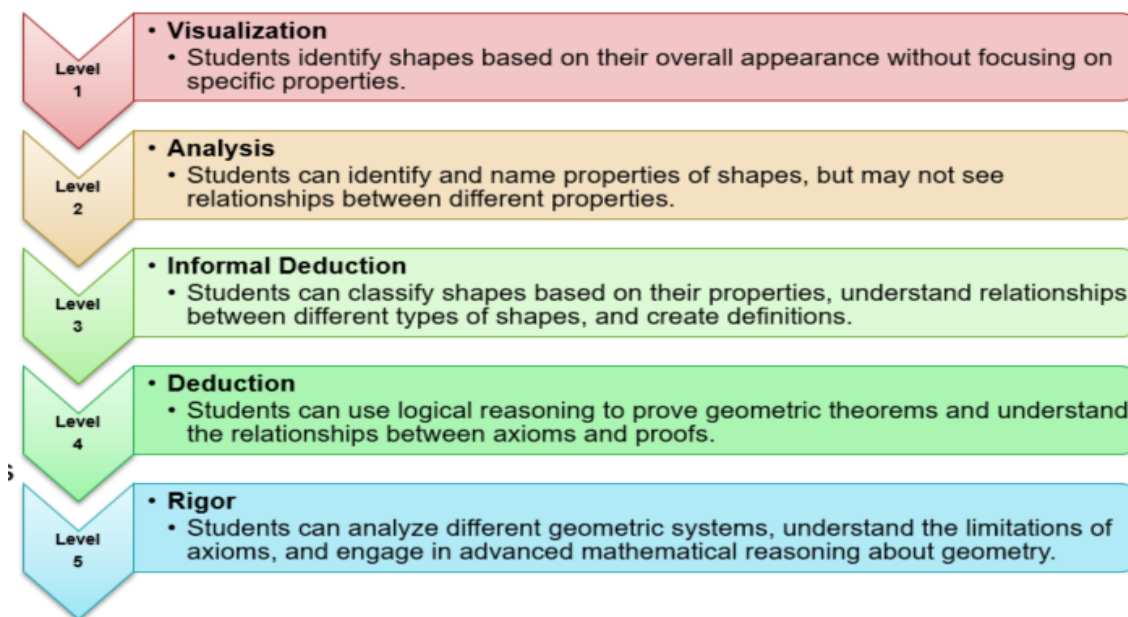 Level
1
• Visualization
• Students identify shapes based on their overall appearance without focusing on
specific properties.
Level
2
• Analysis
• Students can identify and name properties of shapes, but may not see
relationships between different properties.
Level
3
• Informal Deduction
• Students can classify shapes based on their properties, understand relationships
between different types of shapes, and create definitions.
Level
4
• Deduction
• Students can use logical reasoning to prove geometric theorems and understand
the relationships between axioms and proofs.
s
Level
5
• Rigor
• Students can analyze different geometric systems, understand the limitations of
axioms, and engage in advanced mathematical reasoning about geometry.